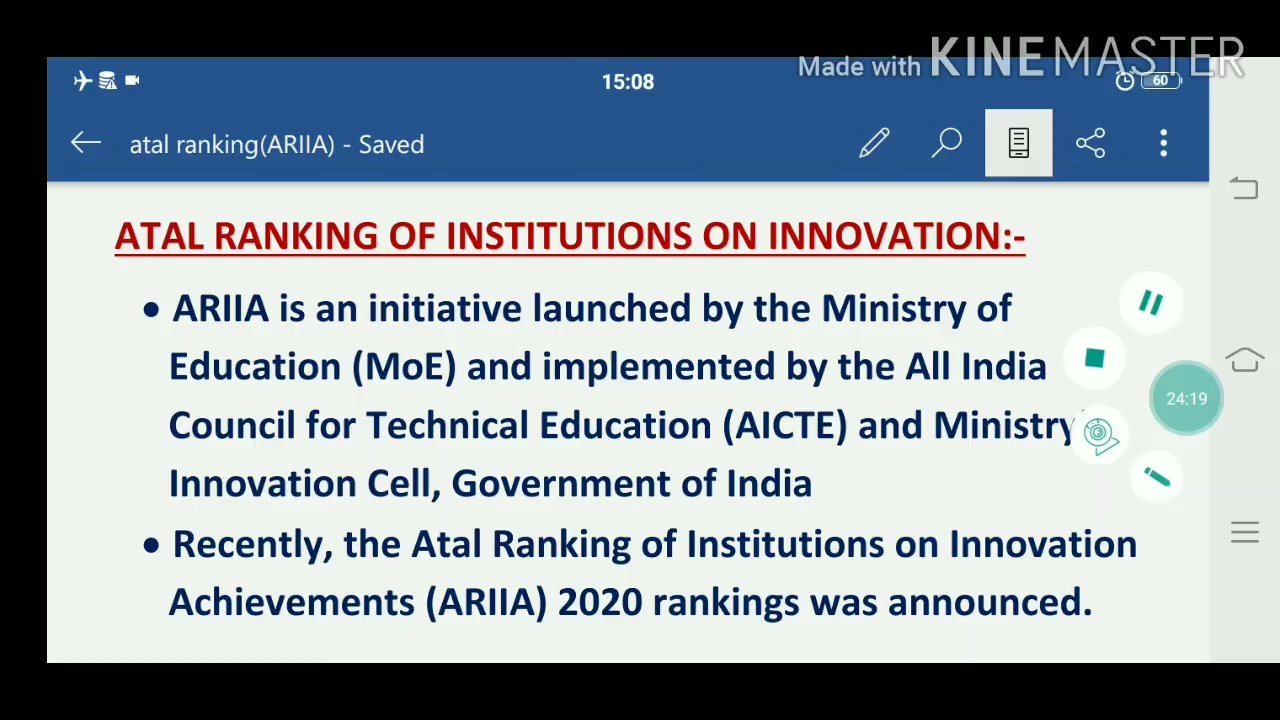 Made with KINEMASTER
15:08
60
atal ranking(ARIIA) - Saved
ATAL RANKING OF INSTITUTIONS ON INNOVATION:-
• ARIIA is an initiative launched by the Ministry of
Education (MoE) and implemented by the All India
Council for Technical Education (AICTE) and Ministry
Innovation Cell, Government of India
• Recently, the Atal Ranking of Institutions on Innovation
Achievements (ARIIA) 2020 rankings was announced.
24:19